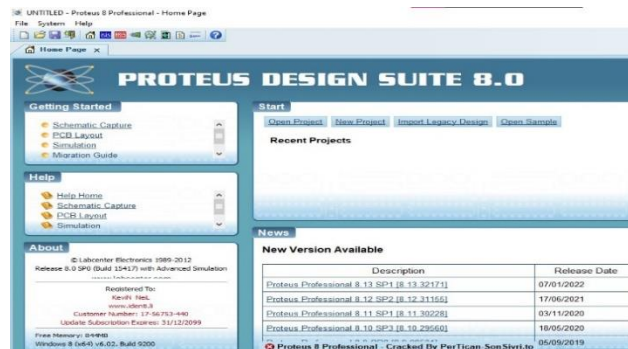 UNTITLED - Proteus 8 Professional - Home Page
File System Help
Home Page
PROTEUS DESIGN SUITE 8.0
Getting Started
Schematic Capture
PCB Layout
Simulation
Migration Guide
Help
Help Home
Schematic Capture
PCB Layout
Simulation
About
© Labcenter Electronics 1989-2012
Release 8.0 SP0 (Build 15417) with Advanced Simulation
Registered To:
Customer Number: 17-56753-440
Update Subscription Expires: 31/12/2099
Free Memory: 844MB
Windows 8 (x64) v6.02, Build 9200
Start
Open Project New Project Import Legacy Design Open Sample
Recent Projects
News
New Version Available
Description Release Date
Proteus Professional 8.13 SP1 [8.13.32171] 07/01/2022
Proteus Professional 8.12 SP2 [8.12.31155] 17/06/2021
Proteus Professional 8.11 SP1 [8.11.30228] 03/11/2020
Proteus Professional 8.10 SP3 [8.10.29560] 18/05/2020
05/09/2019
Proteus 8 Professional - Cracked By PerTican-SonSivri.to